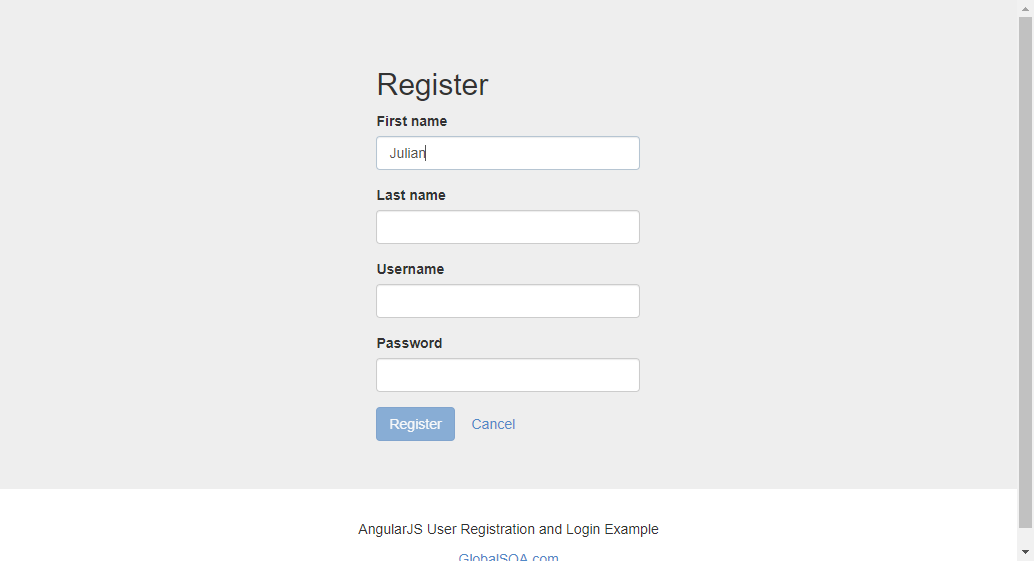 Register
First name
Julian
Last name
Username
Password
Register Cancel
AngularJS User Registration and Login Example
GlobalSQA.com